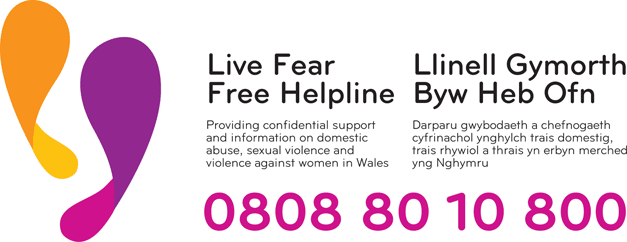 Live Fear
Free Helpline
Providing confidential support
and information on domestic
abuse, sexual violence and
violence against women in Wales
Llinell Gymorth
Byw Heb Ofn
Darparu gwybodaeth a chefnogaeth
cyfrinachol ynghylch trais domestig,
trais rhywiol a thrais yn erbyn merched
yng Nghymru
0808 80 10 800